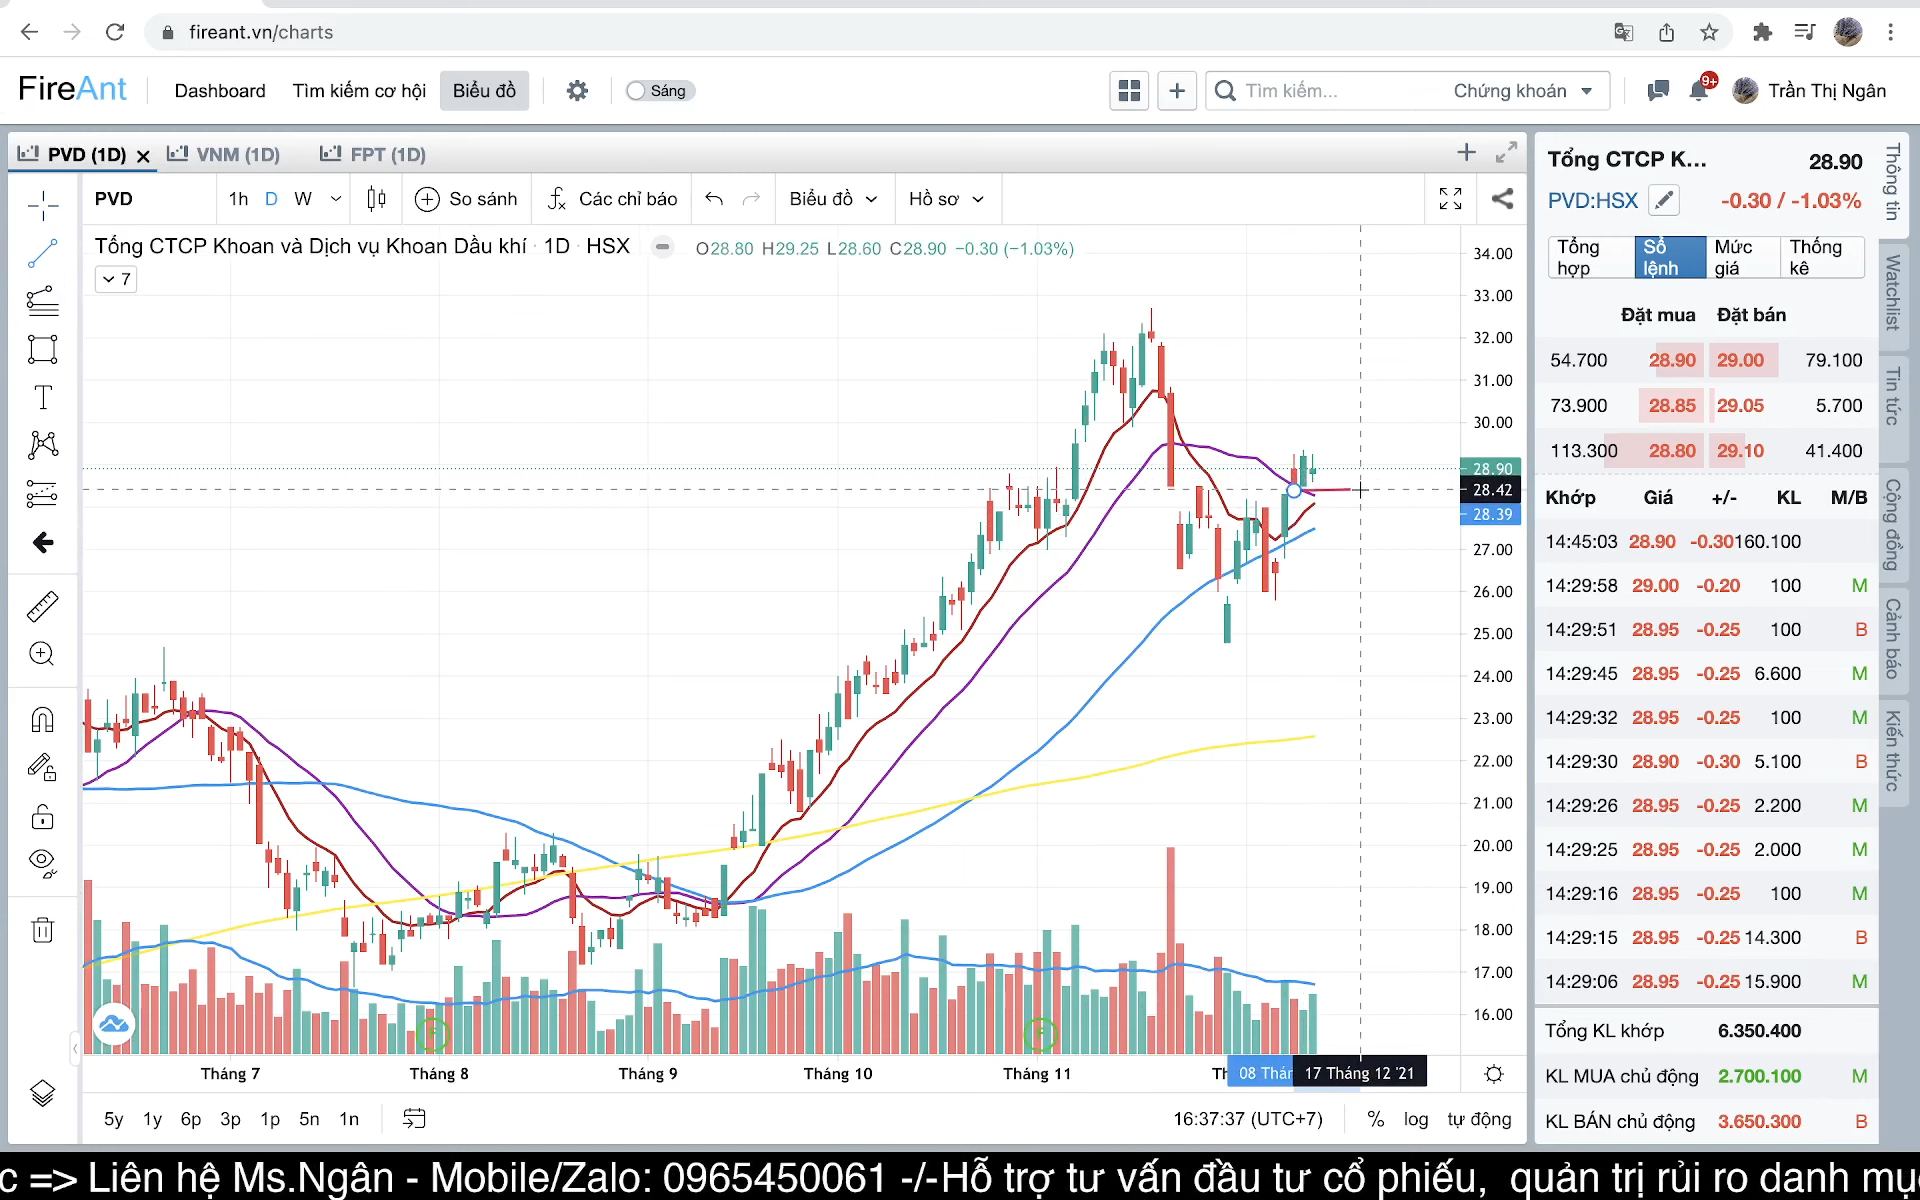 fireant.vn/charts
FireAnt
Dashboard
Tìm kiếm cơ hội
Biểu đồ
Sáng
Tìm kiếm...
Chứng khoán
9+
Trần Thị Ngân
PVD (1D)
VNM (1D)
FPT (1D)
PVD
1h D W
So sánh
Các chỉ báo
Biểu đồ
Hồ sơ
Tổng CTCP Khoan và Dịch vụ Khoan Dầu khí · 1D · HSX
O28.80 H29.25 L28.60 C28.90 −0.30 (−1.03%)
7
34.00
33.00
32.00
31.00
30.00
28.90
28.42
28.39
27.00
26.00
25.00
24.00
23.00
22.00
21.00
20.00
19.00
18.00
17.00
16.00
Tháng 7
Tháng 8
Tháng 9
Tháng 10
Tháng 11
08 Thán
17 Tháng 12 '21
5y 1y 6p 3p 1p 5n 1n
16:37:37 (UTC+7)
% log tự động
Tổng CTCP K... 28.90
PVD:HSX -0.30 / -1.03%
Tổng hợp
Sổ lệnh
Mức giá
Thống kê
Đặt mua Đặt bán
54.700 28.90 29.00 79.100
73.900 28.85 29.05 5.700
113.300 28.80 29.10 41.400
Khớp Giá +/- KL M/B
14:45:03 28.90 -0.30 160.100
14:29:58 29.00 -0.20 100 M
14:29:51 28.95 -0.25 100 B
14:29:45 28.95 -0.25 6.600 M
14:29:32 28.95 -0.25 100 M
14:29:30 28.90 -0.30 5.100 B
14:29:26 28.95 -0.25 2.200 M
14:29:25 28.95 -0.25 2.000 M
14:29:16 28.95 -0.25 100 M
14:29:15 28.95 -0.25 14.300 B
14:29:06 28.95 -0.25 15.900 M
Tổng KL khớp 6.350.400
KL MUA chủ động 2.700.100 M
KL BÁN chủ động 3.650.300 B
Thông tin
Watchlist
Tin tức
Cộng đồng
Cảnh báo
Kiến thức
c => Liên hệ Ms.Ngân - Mobile/Zalo: 0965450061 -/-Hỗ trợ tư vấn đầu tư cổ phiếu, quản trị rủi ro danh mụ